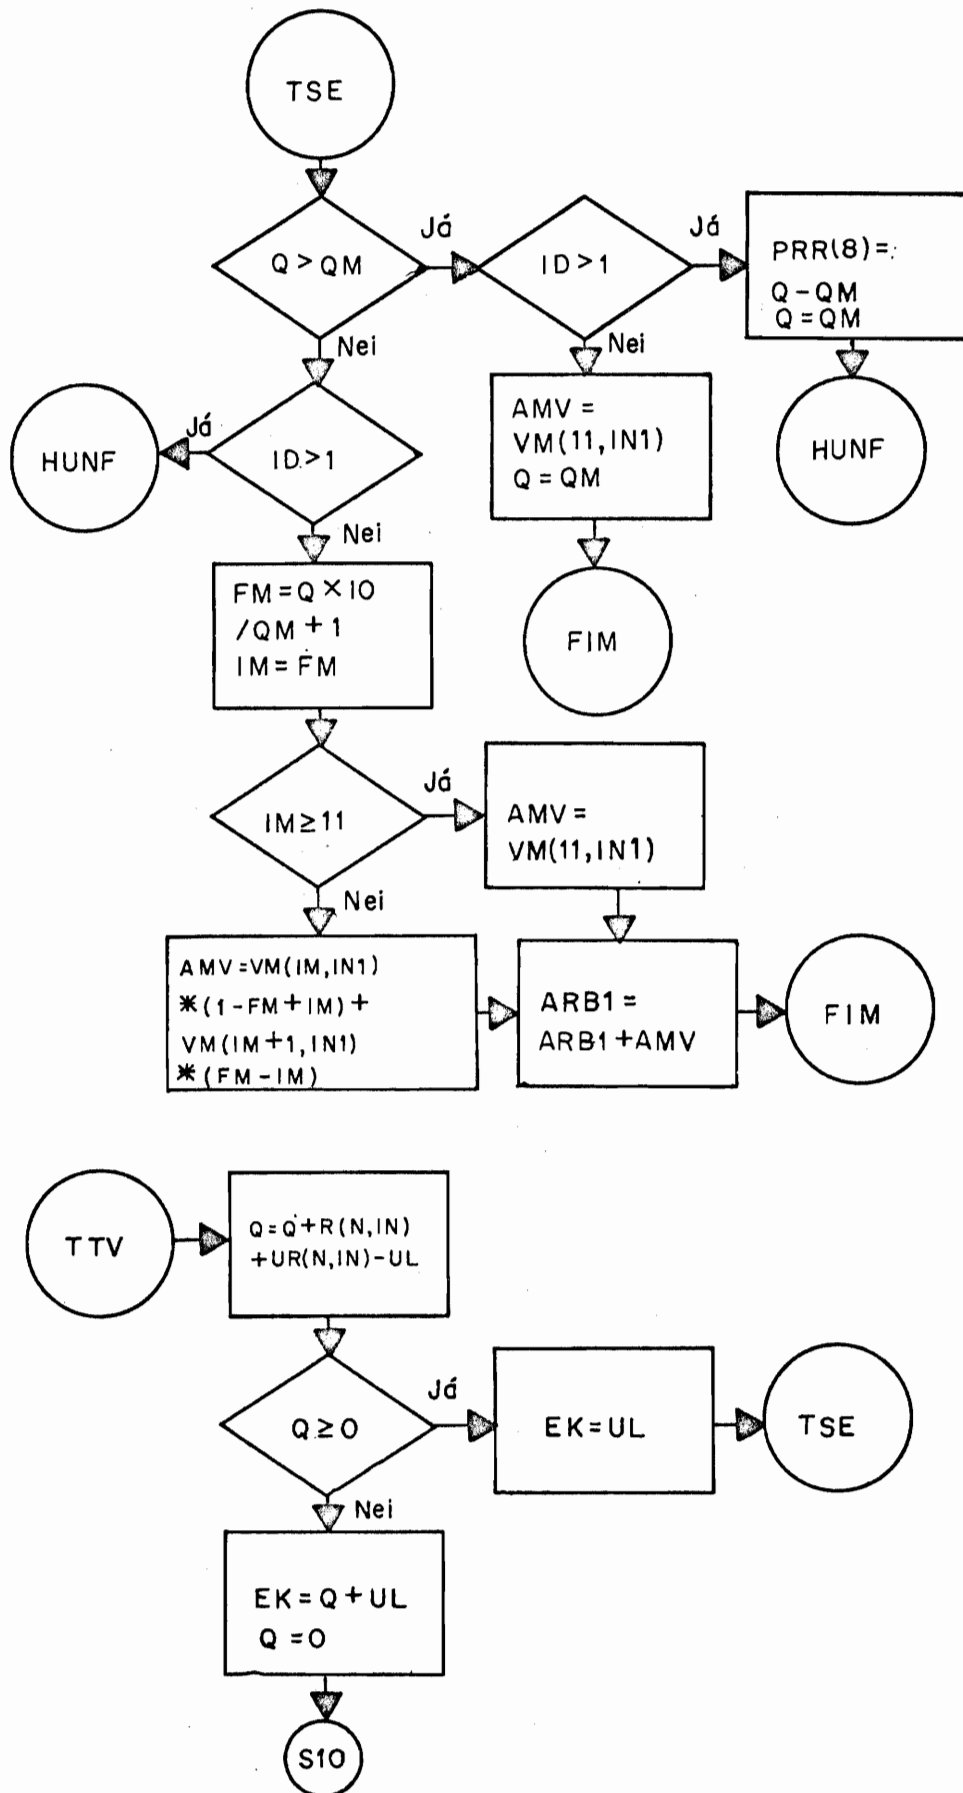 TSE
Q > QM
Já
ID>1
Já
PRR(8)=:
Q-QM
Q=QM
Nei
Nei
HUNF
Já
ID.>1
AMV=
VM(11,IN1)
Q=QM
HUNF
Nei
FM=Q×10
/QM+1
IM=FM
FIM
IM≥11
Já
AMV=
VM(11,IN1)
Nei
AMV=VM(IM,IN1)
*(1-FM+IM)+
VM(IM+1,IN1)
*(FM-IM)
ARB1=
ARB1+AMV
FIM
TTV
Q=Q+R(N,IN)
+UR(N,IN)-UL
Q≥0
Já
EK=UL
TSE
Nei
EK=Q+UL
Q=0
S10